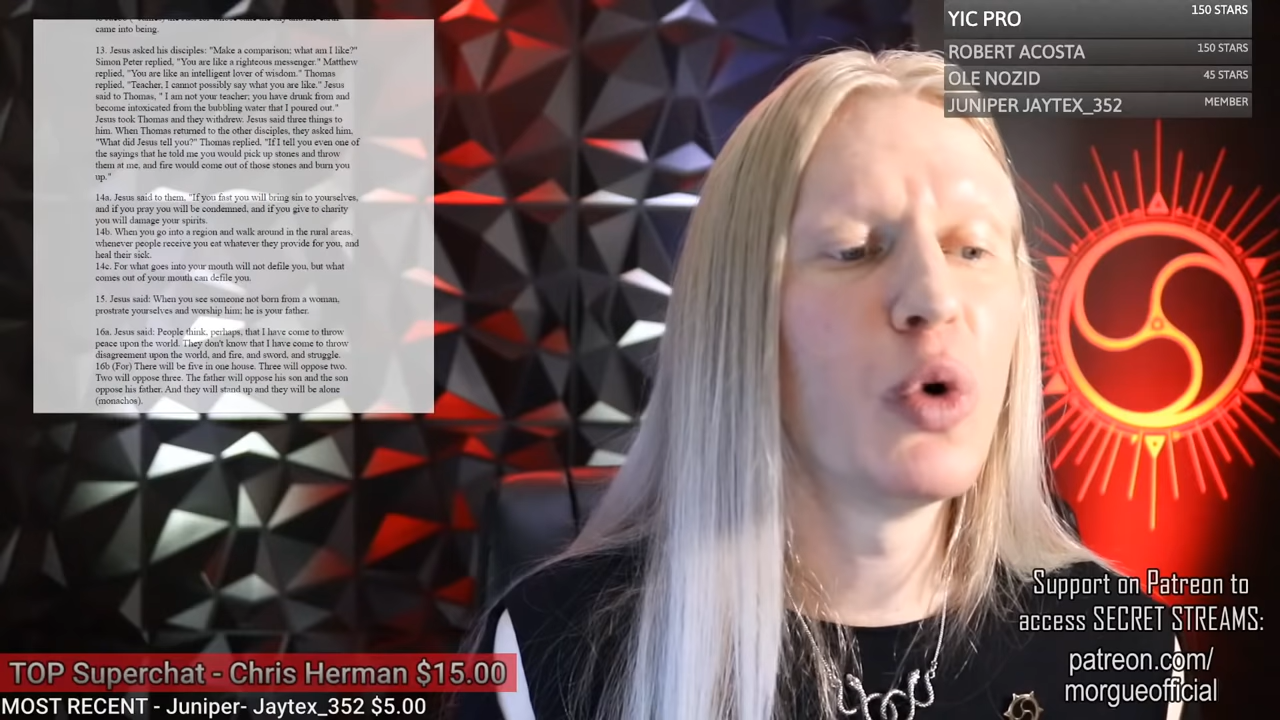 came into being.
13. Jesus asked his disciples: "Make a comparison; what am I like?"
Simon Peter replied, "You are like a righteous messenger." Matthew
replied, "You are like an intelligent lover of wisdom." Thomas
replied, "Teacher, I cannot possibly say what you are like." Jesus
said to Thomas, " I am not your teacher; you have drunk from and
become intoxicated from the bubbling water that I poured out."
Jesus took Thomas and they withdrew. Jesus said three things to
him. When Thomas returned to the other disciples, they asked him,
"What did Jesus tell you?" Thomas replied, "If I tell you even one of
the sayings that he told me you would pick up stones and throw
them at me, and fire would come out of those stones and burn you
up."
14a. Jesus said to them, "If you fast you will bring sin to yourselves,
and if you pray you will be condemned, and if you give to charity
you will damage your spirits.
14b. When you go into a region and walk around in the rural areas,
whenever people receive you eat whatever they provide for you, and
heal their sick.
14c. For what goes into your mouth will not defile you, but what
comes out of your mouth can defile you.
15. Jesus said: When you see someone not born from a woman,
prostrate yourselves and worship him; he is your father.
16a. Jesus said: People think, perhaps, that I have come to throw
peace upon the world. They don't know that I have come to throw
disagreement upon the world, and fire, and sword, and struggle.
16b (For) There will be five in one house. Three will oppose two.
Two will oppose three. The father will oppose his son and the son
oppose his father. And they will stand up and they will be alone
(monachos).
YIC PRO 150 STARS
ROBERT ACOSTA 150 STARS
OLE NOZID 45 STARS
JUNIPER JAYTEX_352 MEMBER
Support on Patreon to
access SECRET STREAMS:
patreon.com/
morgueofficial
TOP Superchat - Chris Herman $15.00
MOST RECENT - Juniper- Jaytex_352 $5.00